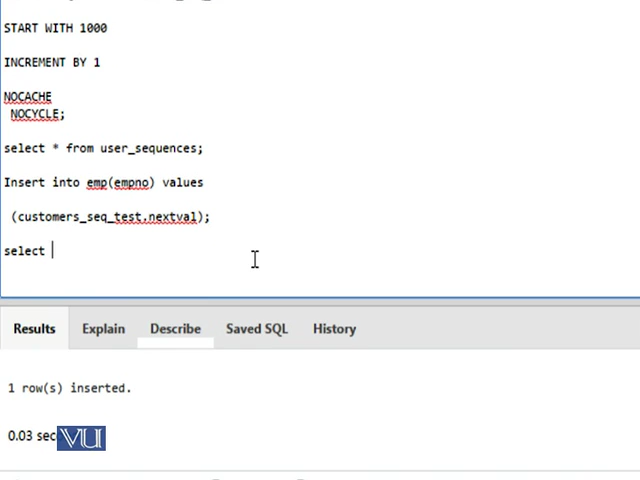 START WITH 1000
INCREMENT BY 1
NOCACHE
NOCYCLE;
select * from user_sequences;
Insert into emp(empno) values
(customers_seq_test.nextval);
select
Results Explain Describe Saved SQL History
1 row(s) inserted.
0.03 sec
VU